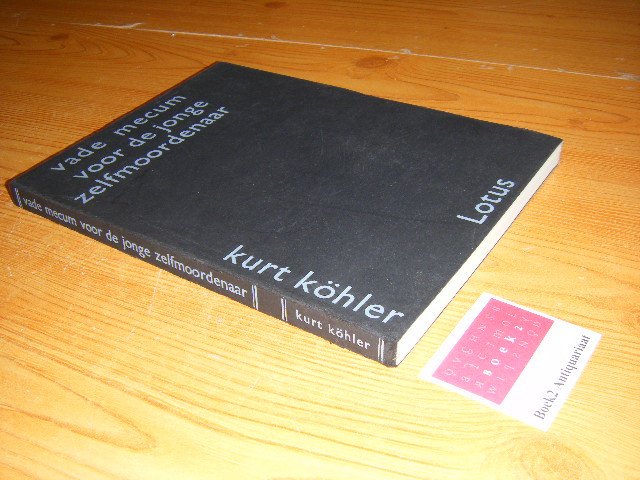 vade mecum
voor de jonge
zelfmoordenaar
kurt köhler
Lotus
vade mecum voor de jonge zelfmoordenaar
kurt köhler
Boek2
Boek2 Antiquariaat